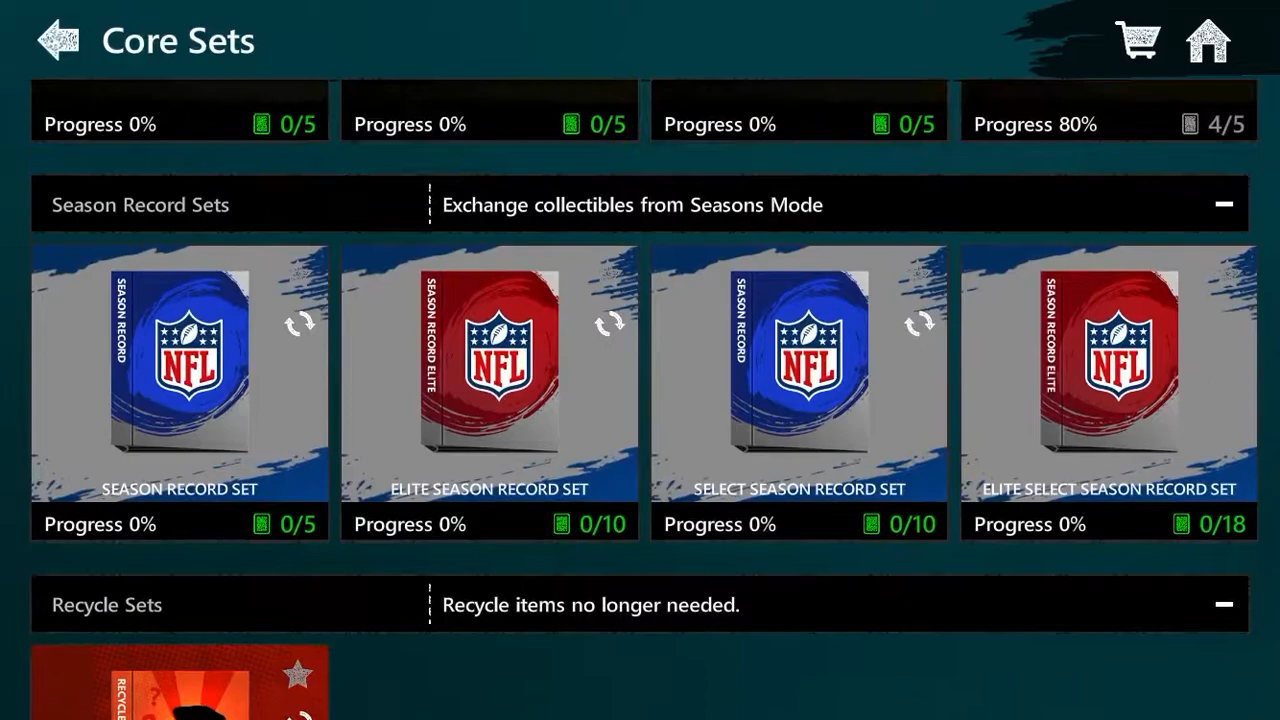 Core Sets
Progress 0% 0/5
Progress 0% 0/5
Progress 0% 0/5
Progress 80% 4/5
Season Record Sets
Exchange collectibles from Seasons Mode
SEASON RECORD
NFL
SEASON RECORD SET
Progress 0% 0/5
SEASON RECORD ELITE
NFL
ELITE SEASON RECORD SET
Progress 0% 0/10
SEASON RECORD
NFL
SELECT SEASON RECORD SET
Progress 0% 0/10
SEASON RECORD ELITE
NFL
ELITE SELECT SEASON RECORD SET
Progress 0% 0/18
Recycle Sets
Recycle items no longer needed.
RECYCLE